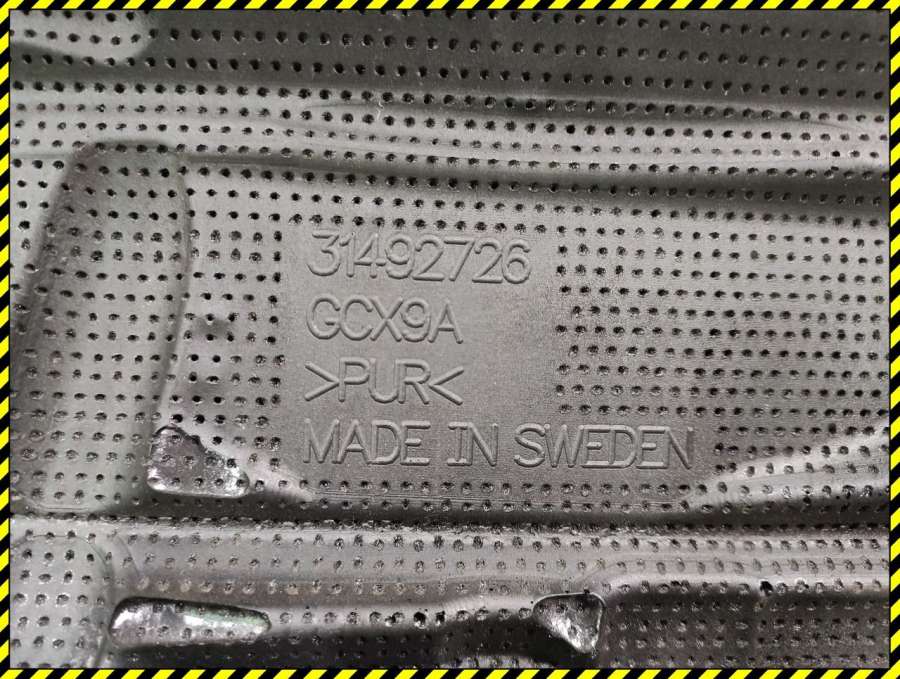 31492726
GCX9A
>PUR<
MADE IN SWEDEN